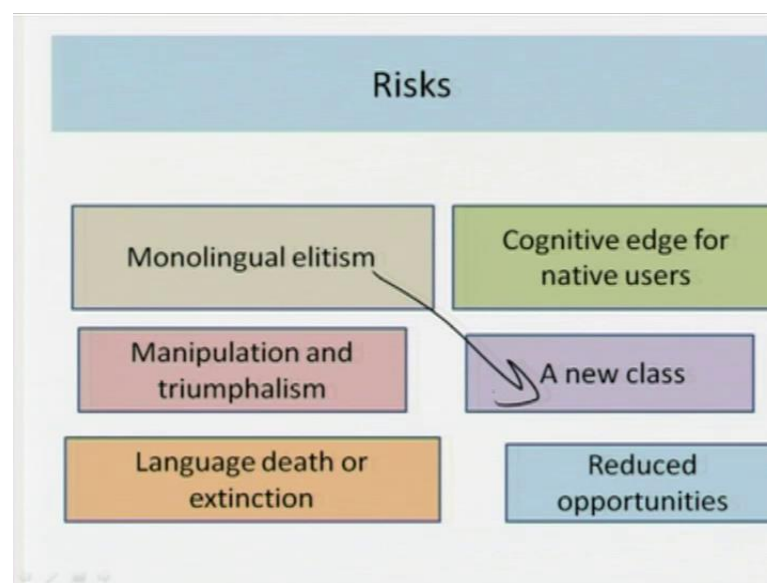 Risks
Monolingual elitism
Cognitive edge for
native users
Manipulation and
triumphalism
A new class
Language death or
extinction
Reduced
opportunities